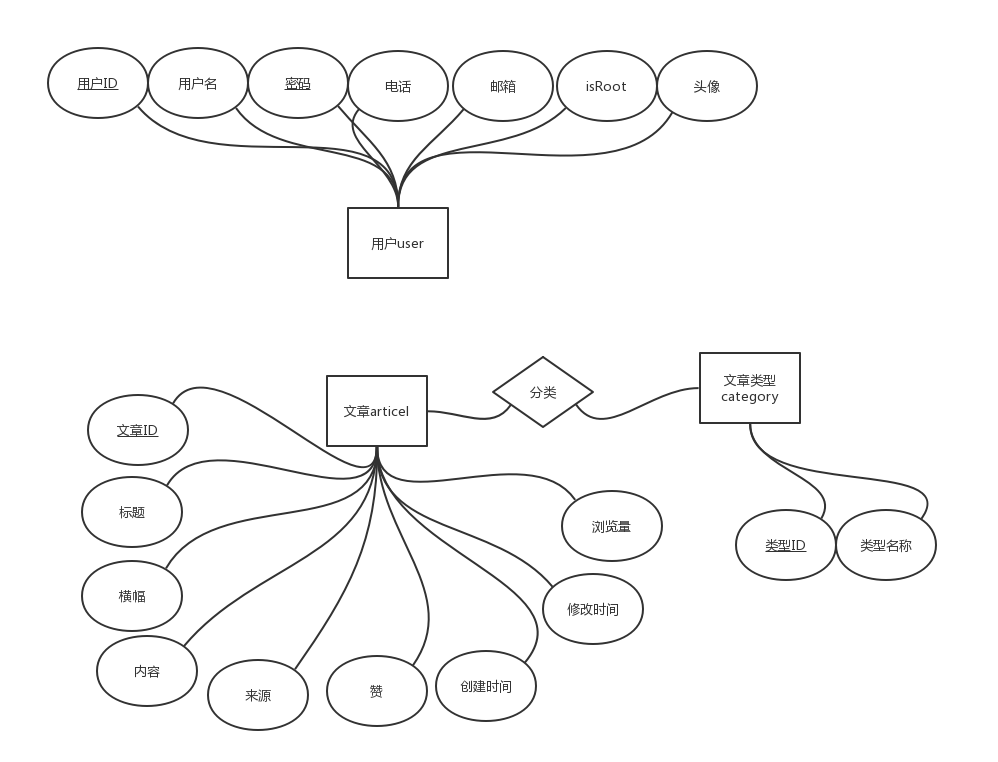 用户ID
用户名
密码
电话
邮箱
isRoot
头像
用户user
文章articel
分类
文章类型
category
文章ID
标题
横幅
内容
来源
赞
创建时间
修改时间
浏览量
类型ID
类型名称